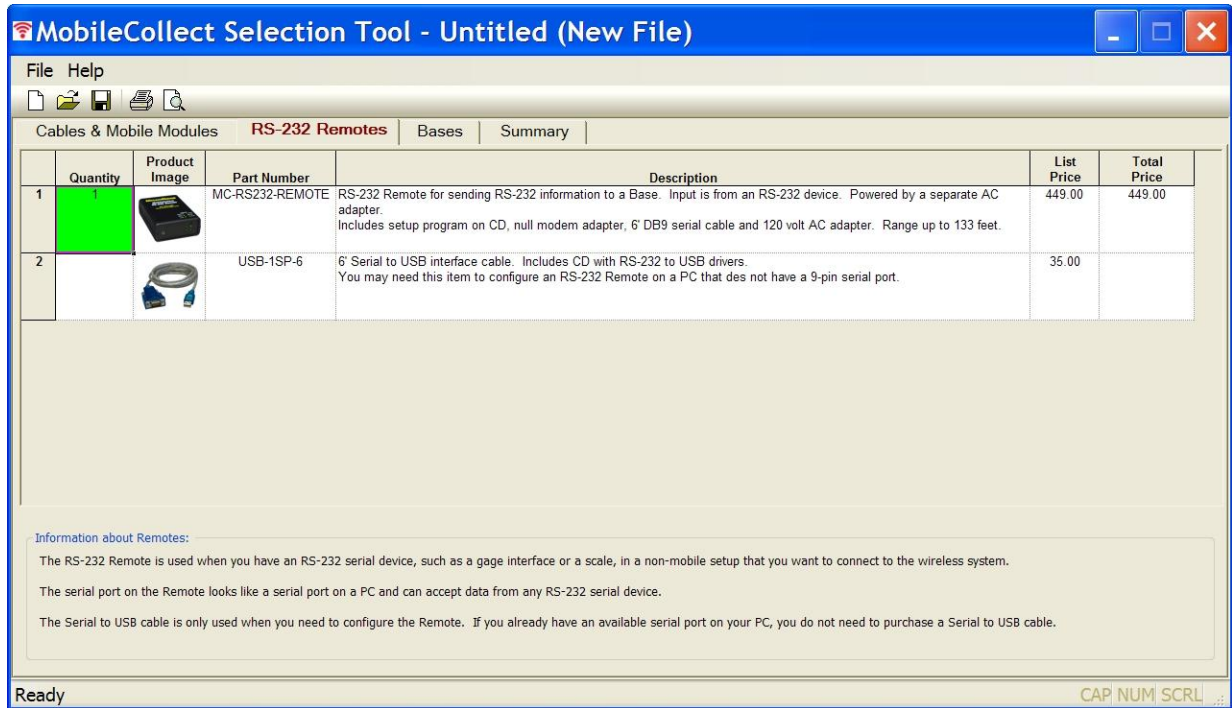 MobileCollect Selection Tool - Untitled (New File)
File Help
Cables & Mobile Modules RS-232 Remotes Bases Summary
Quantity Product Image Part Number Description List Price Total Price
1 1 MC-RS232-REMOTE RS-232 Remote for sending RS-232 information to a Base. Input is from an RS-232 device. Powered by a separate AC 449.00 449.00
adapter.
Includes setup program on CD, null modem adapter, 6' DB9 serial cable and 120 volt AC adapter. Range up to 133 feet.
2 USB-1SP-6 6' Serial to USB interface cable. Includes CD with RS-232 to USB drivers. 35.00
You may need this item to configure an RS-232 Remote on a PC that des not have a 9-pin serial port.
Information about Remotes:
The RS-232 Remote is used when you have an RS-232 serial device, such as a gage interface or a scale, in a non-mobile setup that you want to connect to the wireless system.
The serial port on the Remote looks like a serial port on a PC and can accept data from any RS-232 serial device.
The Serial to USB cable is only used when you need to configure the Remote. If you already have an available serial port on your PC, you do not need to purchase a Serial to USB cable.
Ready CAP NUM SCRL